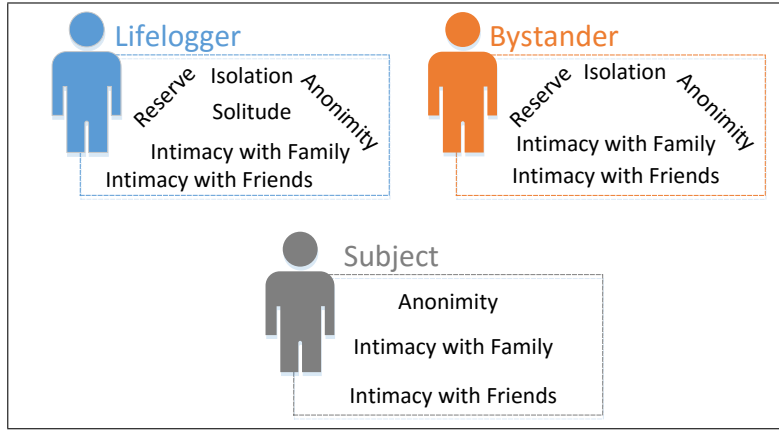 Lifelogger
Reserve
Isolation
Anonimity
Solitude
Intimacy with Family
Intimacy with Friends
Bystander
Reserve
Isolation
Anonimity
Intimacy with Family
Intimacy with Friends
Subject
Anonimity
Intimacy with Family
Intimacy with Friends